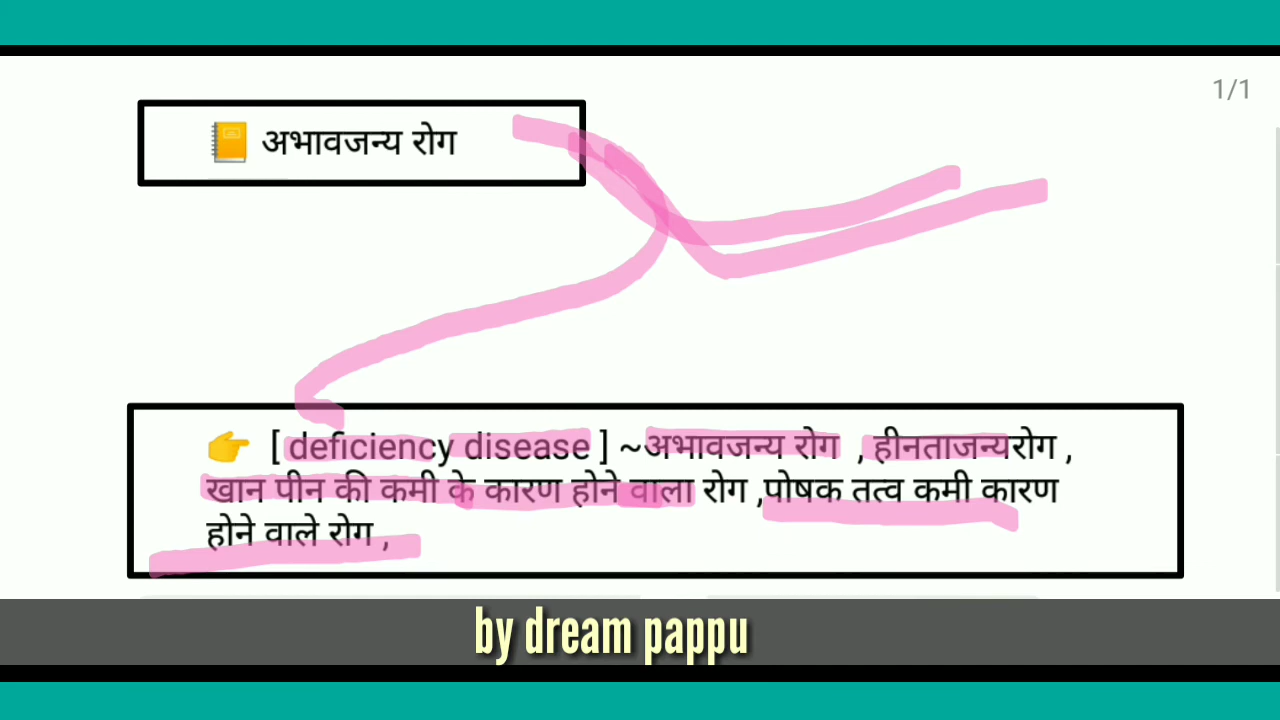 1/1
📒 अभावजन्य रोग
👉 [ deficiency disease ] ~अभावजन्य रोग , हीनताजन्यरोग ,
खान पीन की कमी के कारण होने वाला रोग ,पोषक तत्व कमी कारण
होने वाले रोग ,
by dream pappu